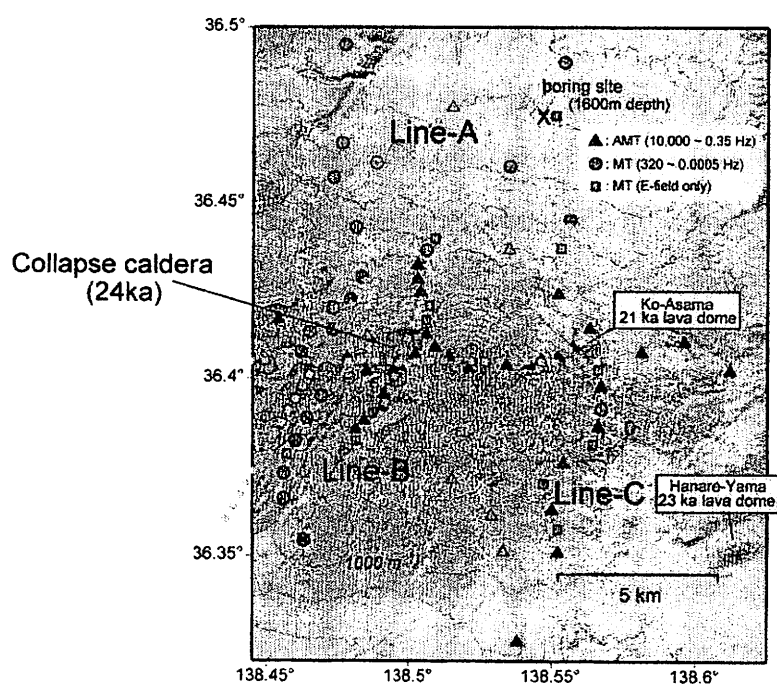 36.5°
boring site
(1600m depth)
Line-A
▲: AMT (10,000 ~ 0.35 Hz)
: MT (320 ~ 0.0005 Hz)
: MT (E-field only)
36.45°
Collapse caldera
(24ka)
Ko-Asama
21 ka lava dome
36.4°
Line-B
Line-C
Hanare-Yama
23 ka lava dome
36.35°
1000 m
5 km
138.45°
138.5°
138.55°
138.6°